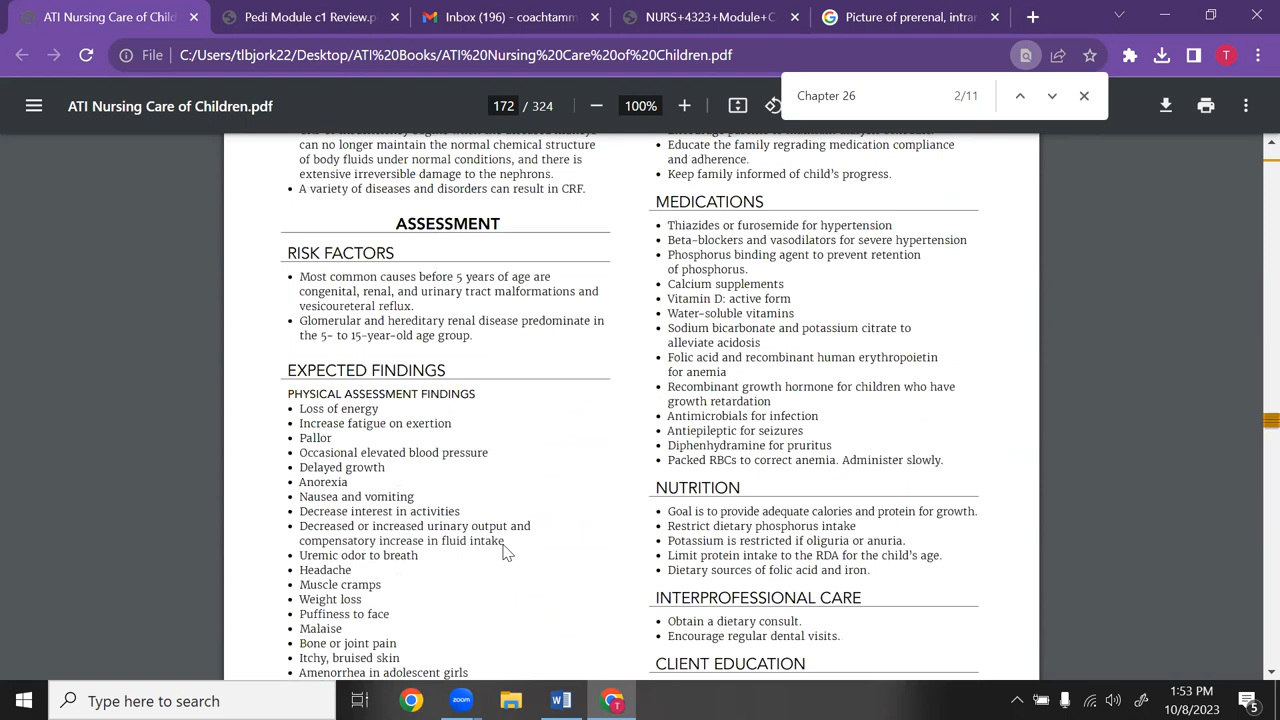 ATI Nursing Care of Chil
Pedi Module c1 Review.p
Inbox (196) - coachtamm
NURS+4323+Module+C
Picture of prerenal, intrar
File
C:/Users/tlbjork22/Desktop/ATI%20Books/ATI%20Nursing%20Care%20of%20Children.pdf
T
ATI Nursing Care of Children.pdf
172 / 324
100%
Chapter 26
2/11
can no longer maintain the normal chemical structure
of body fluids under normal conditions, and there is
extensive irreversible damage to the nephrons.
• A variety of diseases and disorders can result in CRF.
ASSESSMENT
RISK FACTORS
• Most common causes before 5 years of age are
congenital, renal, and urinary tract malformations and
vesicoureteral reflux.
• Glomerular and hereditary renal disease predominate in
the 5- to 15-year-old age group.
EXPECTED FINDINGS
PHYSICAL ASSESSMENT FINDINGS
• Loss of energy
• Increase fatigue on exertion
• Pallor
• Occasional elevated blood pressure
• Delayed growth
• Anorexia
• Nausea and vomiting
• Decrease interest in activities
• Decreased or increased urinary output and
compensatory increase in fluid intake
• Uremic odor to breath
• Headache
• Muscle cramps
• Weight loss
• Puffiness to face
• Malaise
• Bone or joint pain
• Itchy, bruised skin
• Amenorrhea in adolescent girls
• Educate the family regrading medication compliance
and adherence.
• Keep family informed of child's progress.
MEDICATIONS
• Thiazides or furosemide for hypertension
• Beta-blockers and vasodilators for severe hypertension
• Phosphorus binding agent to prevent retention
of phosphorus.
• Calcium supplements
• Vitamin D: active form
• Water-soluble vitamins
• Sodium bicarbonate and potassium citrate to
alleviate acidosis
• Folic acid and recombinant human erythropoietin
for anemia
• Recombinant growth hormone for children who have
growth retardation
• Antimicrobials for infection
• Antiepileptic for seizures
• Diphenhydramine for pruritus
• Packed RBCs to correct anemia. Administer slowly.
NUTRITION
• Goal is to provide adequate calories and protein for growth.
• Restrict dietary phosphorus intake
• Potassium is restricted if oliguria or anuria.
• Limit protein intake to the RDA for the child's age.
• Dietary sources of folic acid and iron.
INTERPROFESSIONAL CARE
• Obtain a dietary consult.
• Encourage regular dental visits.
CLIENT EDUCATION
Type here to search
zoom
T
1:53 PM
10/8/2023
5